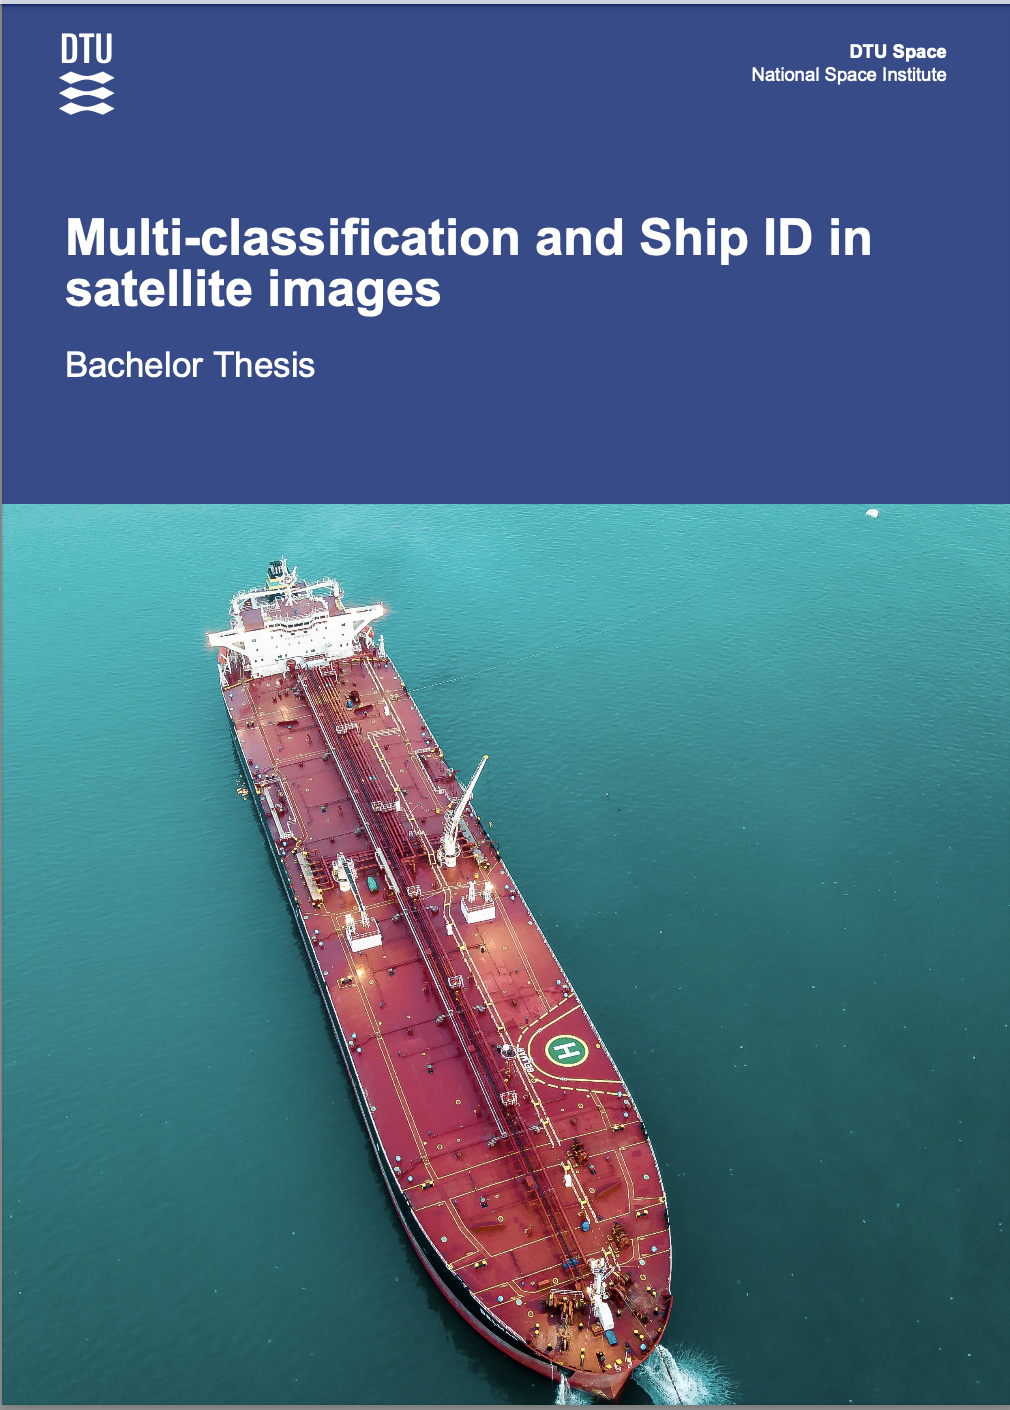 DTU
DTU Space
National Space Institute
Multi-classification and Ship ID in
satellite images
Bachelor Thesis
H